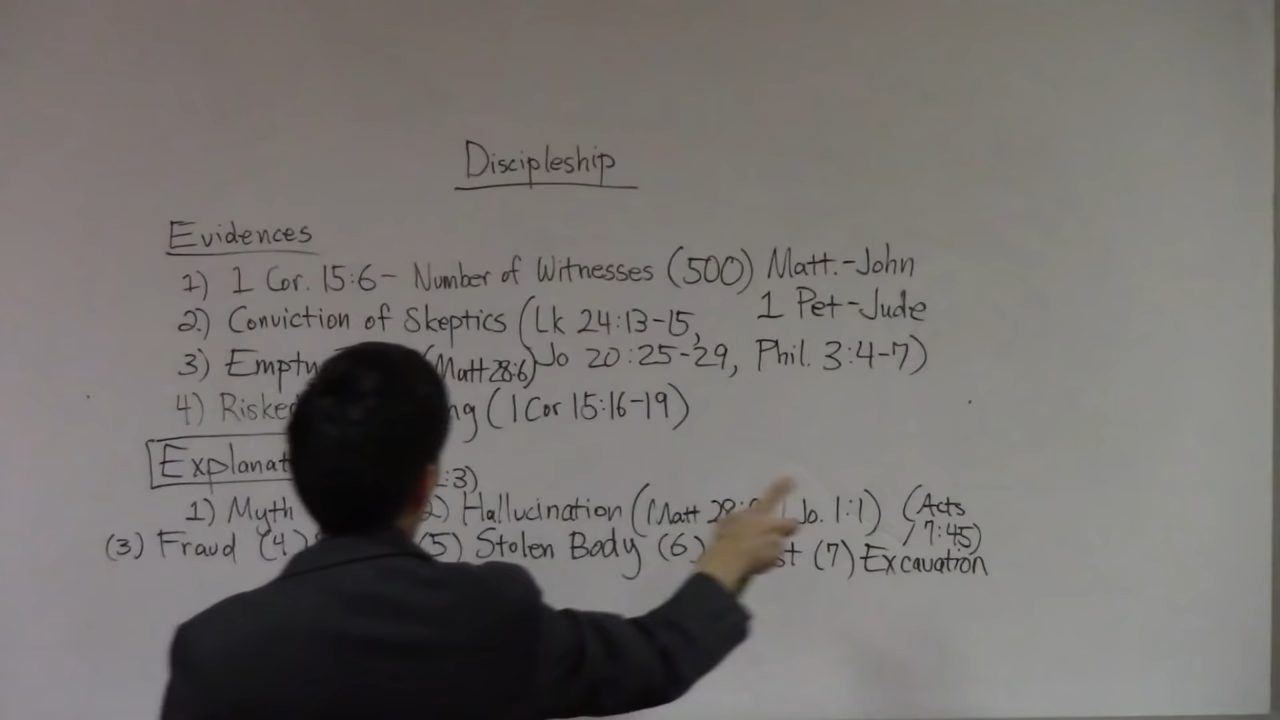 Discipleship
Evidences
1) 1 Cor. 15:6- Number of Witnesses (500) Matt.-John
1 Pet-Jude
2.) Conviction of Skeptics (Lk 24:13-15,
Jo 20:25-29, Phil. 3:4-7)
3) Empty (Matt 28:6)
4) Risked (1 Cor 15:16-19)
:3)
1) Myth 2) Hallucination (Matt 28: Jo. 1:1) (Acts
17:45)
(3) Fraud (4) (5) Stolen Body (6) (7) Excavation